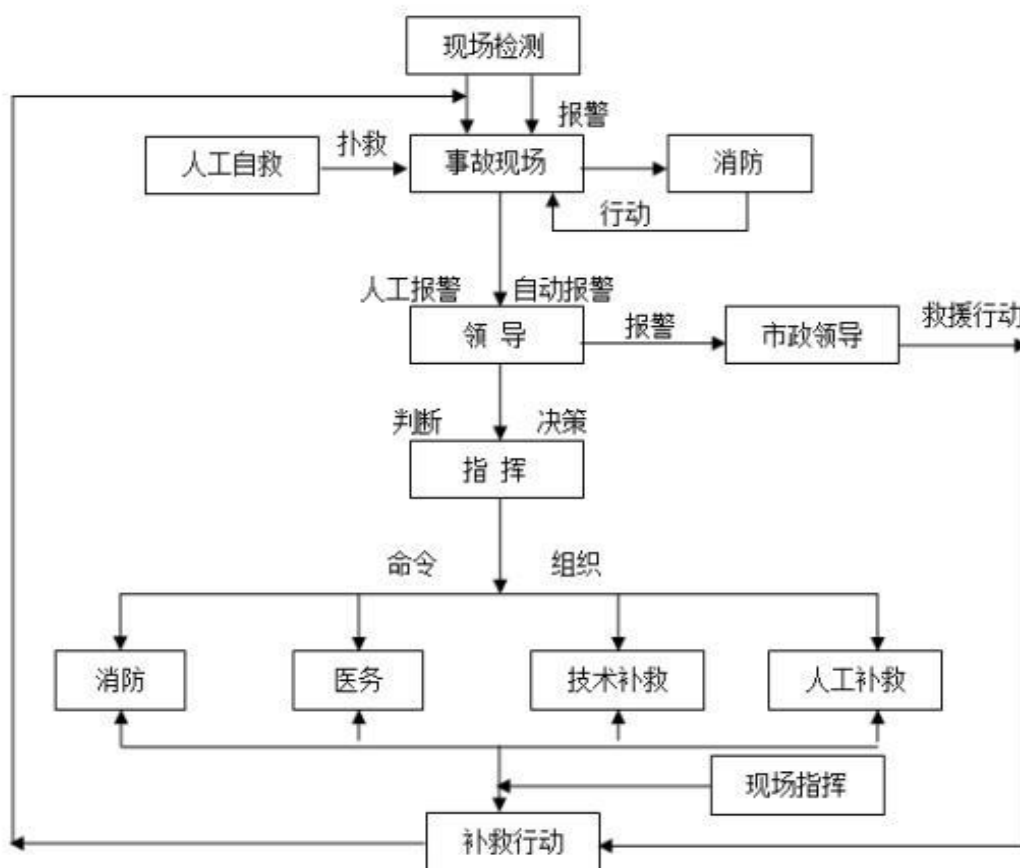 现场检测
报警
人工自救
扑救
事故现场
消防
行动
人工报警
自动报警
领 导
报警
市政领导
救援行动
判断
决策
指 挥
命令
组织
消防
医务
技术补救
人工补救
现场指挥
补救行动